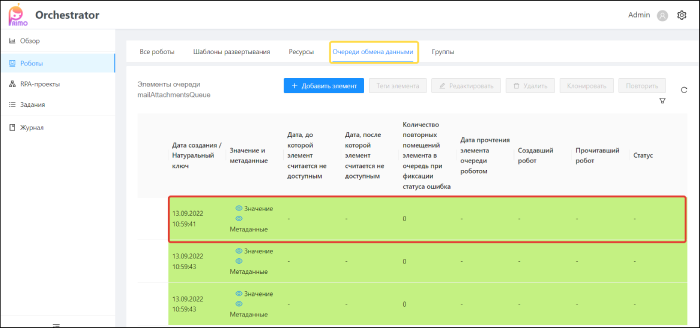 PRIMO
Orchestrator
Admin
Обзор
Роботы
RPA-проекты
Задания
Журнал
Все роботы
Шаблоны развертывания
Ресурсы
Очереди обмена данными
Группы
Элементы очереди
mailAttachmentsQueue
+ Добавить элемент
Теги элемента
Редактировать
Удалить
Клонировать
Повторить
Дата создания /
Натуральный
ключ
Значение и
метаданные
Дата, до
которой
элемент
считается не
доступным
Дата, после
которой
элемент
считается не
доступным
Количество
повторных
помещений
элемента в
очередь при
фиксации
статуса ошибка
Дата прочтения
элемента
очереди
роботом
Создавший
робот
Прочитавший
робот
Статус
13.09.2022
10:59:41
Значение
Метаданные
-
-
0
-
-
-
-
13.09.2022
10:59:43
Значение
Метаданные
-
-
0
-
-
-
-
13.09.2022
10:59:43
Значение
Метаданные
-
-
0
-
-
-
-